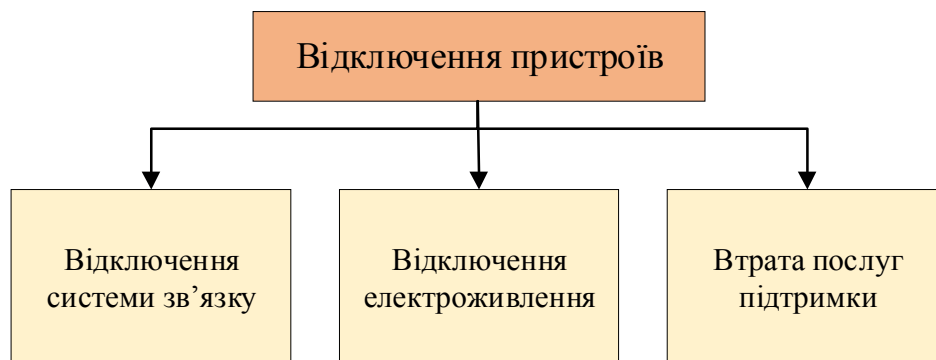 Відключення пристроїв
Відключення
системи зв’язку
Відключення
електроживлення
Втрата послуг
підтримки